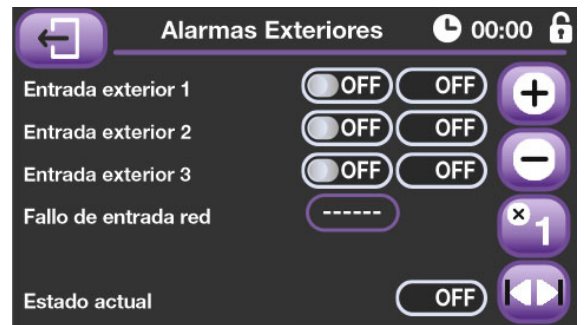 Alarmas Exteriores 00:00
Entrada exterior 1 OFF OFF
Entrada exterior 2 OFF OFF
Entrada exterior 3 OFF OFF
Fallo de entrada red ------
×1
Estado actual OFF